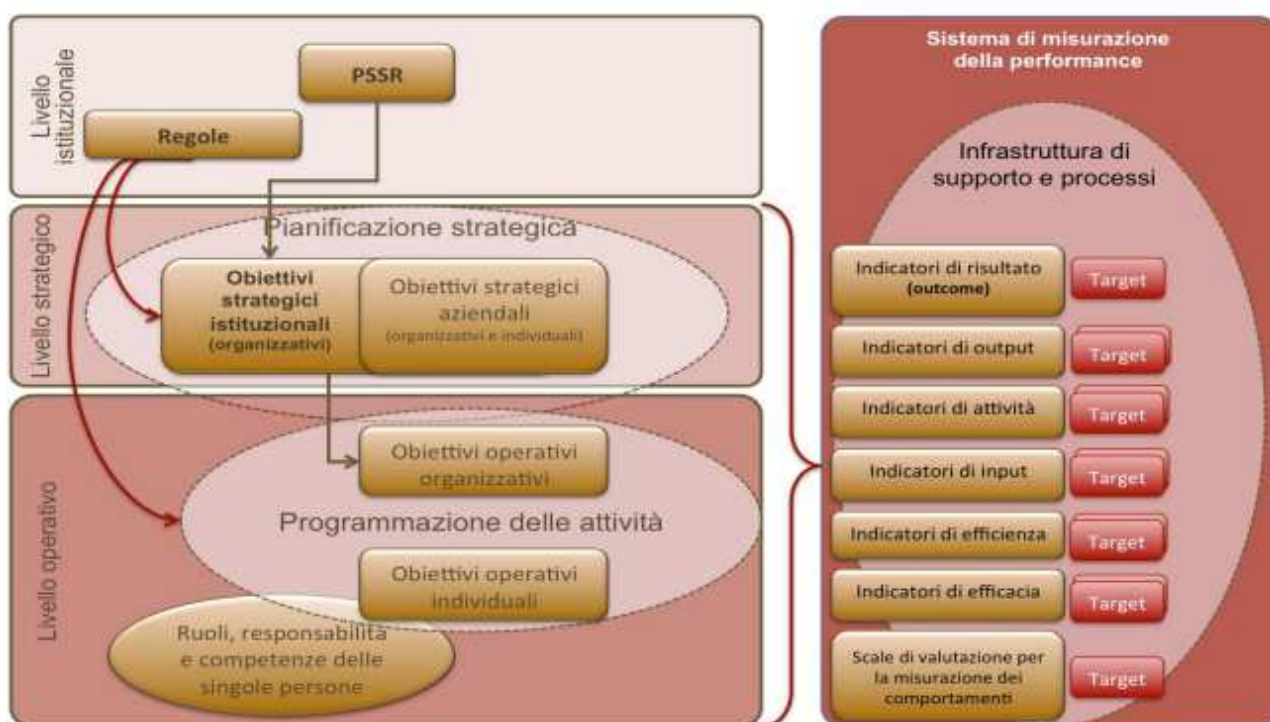 Livello
istituzionale
PSSR
Regole
Livello strategico
Pianificazione strategica
Obiettivi
strategici
istituzionali
(organizzativi)
Obiettivi strategici
aziendali
(organizzativi e individuali)
Livello operativo
Obiettivi operativi
organizzativi
Programmazione delle attività
Obiettivi operativi
individuali
Ruoli, responsabilità
e competenze delle
singole persone
Sistema di misurazione
della performance
Infrastruttura di
supporto e processi
Indicatori di risultato
(outcome)
Target
Indicatori di output
Target
Indicatori di attività
Target
Indicatori di input
Target
Indicatori di efficienza
Target
Indicatori di efficacia
Target
Scale di valutazione per
la misurazione dei
comportamenti
Target